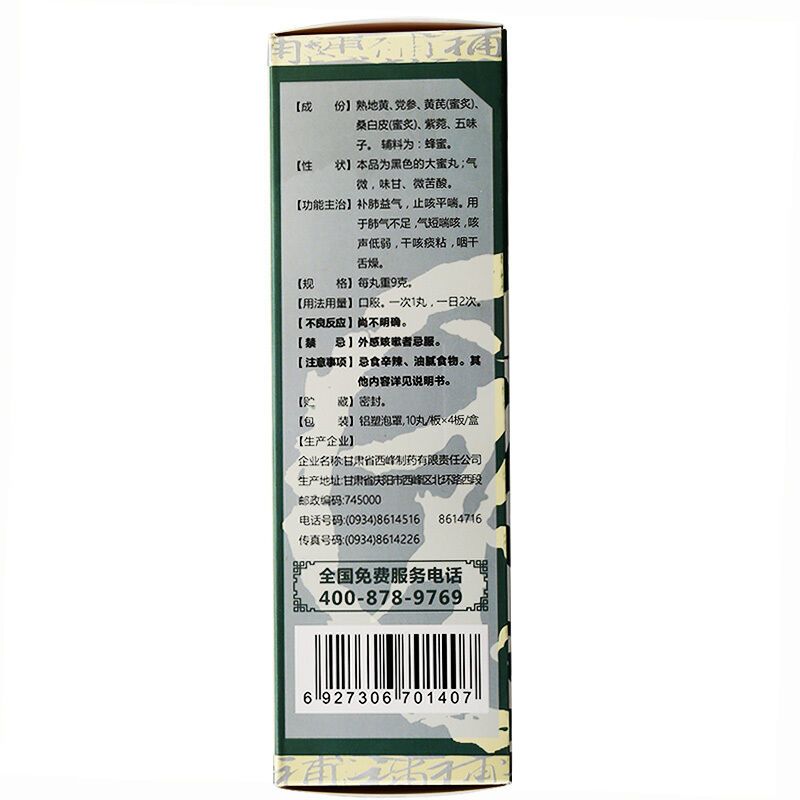 補運補補
【成 份】熟地黄、党参、黄芪(蜜炙)、
桑白皮(蜜炙)、紫菀、五味
子。 辅料为：蜂蜜。
【性 状】本品为黑色的大蜜丸；气
微，味甘、微苦酸。
【功能主治】补肺益气，止咳平喘。用
于肺气不足，气短喘咳，咳
声低弱，干咳痰粘，咽干
舌燥。
【规 格】每丸重9克。
【用法用量】口服。一次1丸，一日2次。
【不良反应】尚不明确。
【禁 忌】外感咳嗽者忌服。
【注意事项】忌食辛辣、油腻食物。其
他内容详见说明书。
【贮 藏】密封。
【包 装】铝塑泡罩,10丸/板×4板/盒
【生产企业】
企业名称:甘肃省西峰制药有限责任公司
生产地址:甘肃省庆阳市西峰区北环路西段
邮政编码:745000
电话号码:(0934)8614516 8614716
传真号码:(0934)8614226
全国免费服务电话
400-878-9769
6 927306 701407